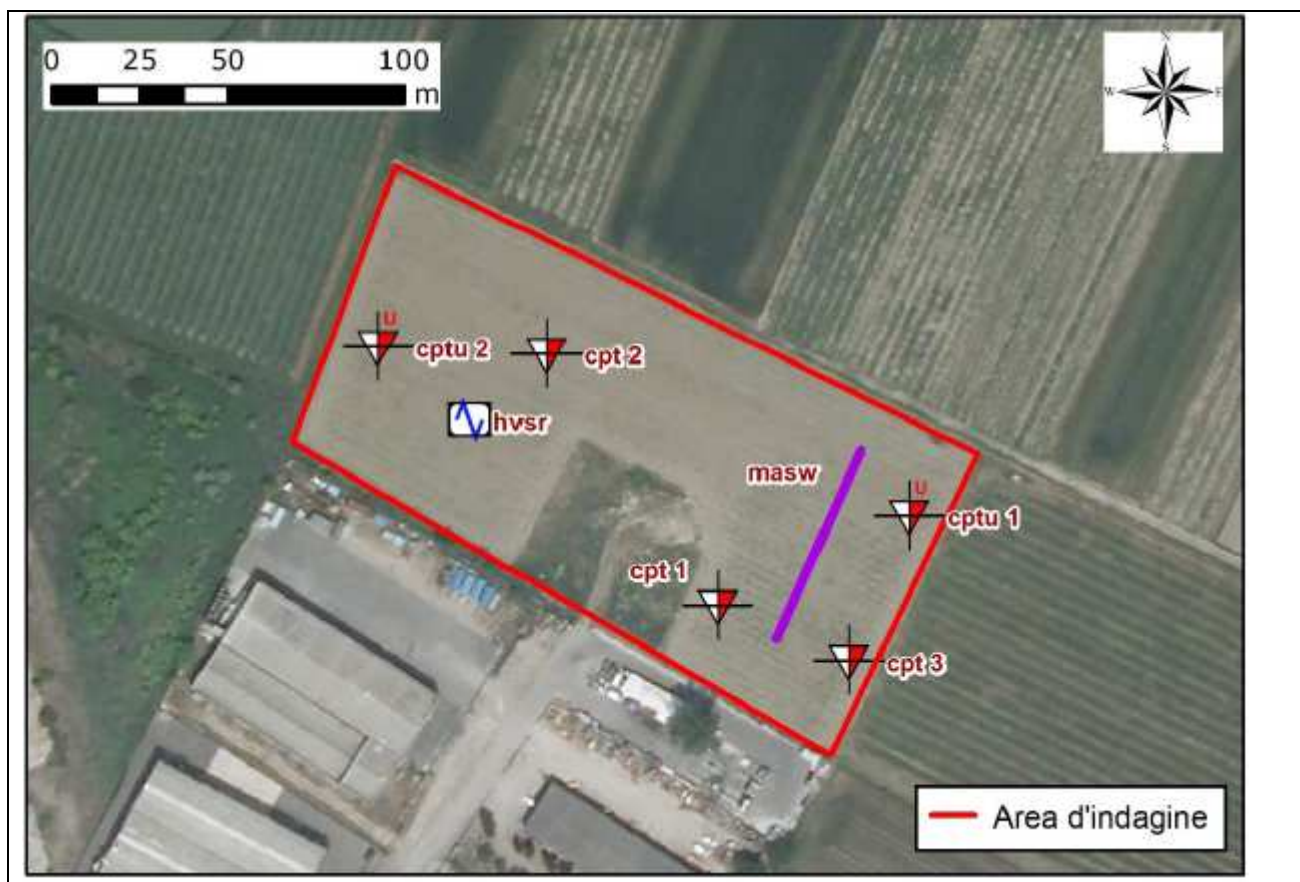 0 25 50 100
m
N
W E
S
u
cptu 2
cpt 2
hvsr
masw
u
cptu 1
cpt 1
cpt 3
Area d'indagine